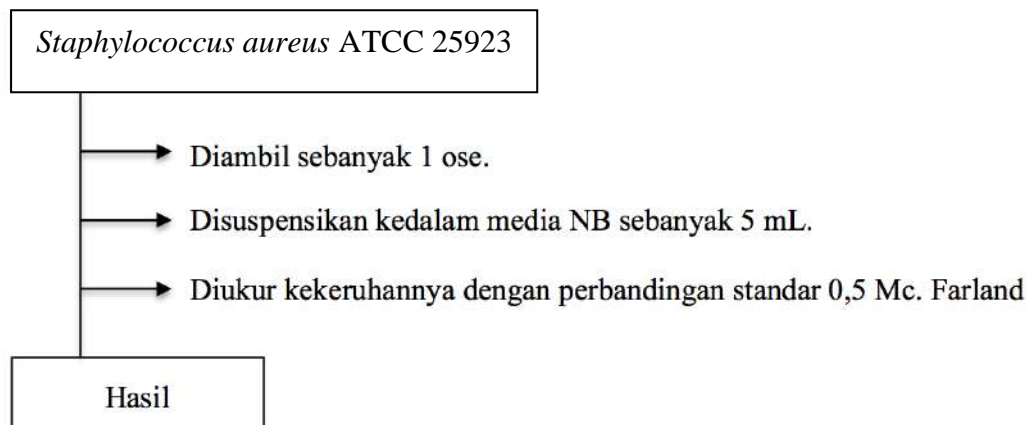 Staphylococcus aureus ATCC 25923
Diambil sebanyak 1 ose.
Disuspensikan kedalam media NB sebanyak 5 mL.
Diukur kekeruhannya dengan perbandingan standar 0,5 Mc. Farland
Hasil